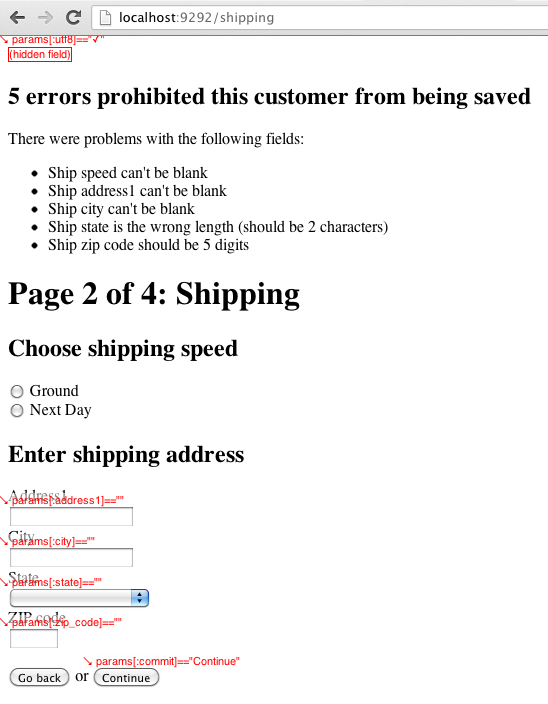 localhost:9292/shipping
↘ params[:utf8]=="✓"
(hidden field)
5 errors prohibited this customer from being saved
There were problems with the following fields:
• Ship speed can't be blank
• Ship address1 can't be blank
• Ship city can't be blank
• Ship state is the wrong length (should be 2 characters)
• Ship zip code should be 5 digits
Page 2 of 4: Shipping
Choose shipping speed
Ground
Next Day
Enter shipping address
Address1
↘ params[:address1]==""
City
↘ params[:city]==""
State
↘ params[:state]==""
ZIP code
↘ params[:zip_code]==""
↘ params[:commit]=="Continue"
Go back or Continue